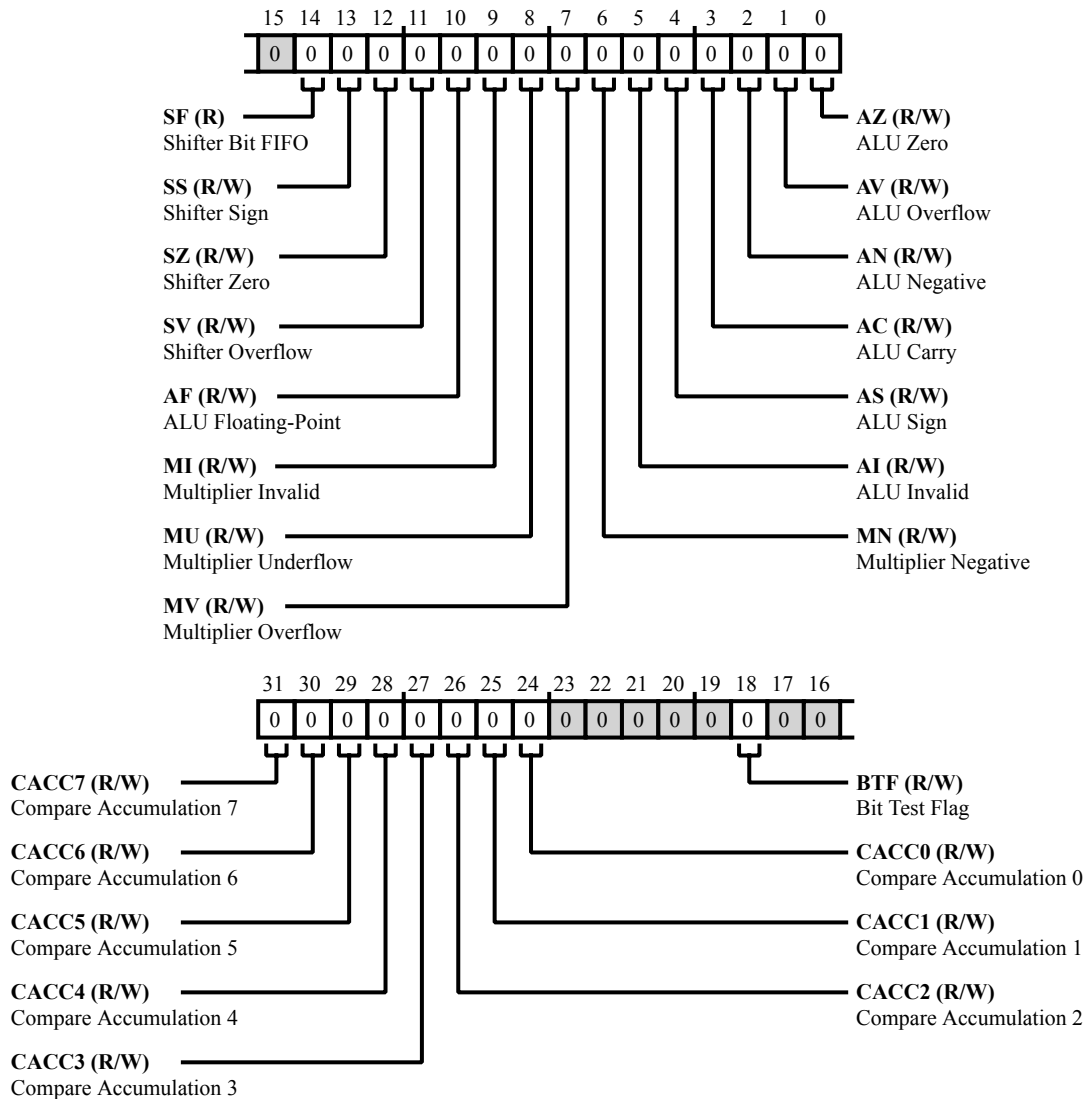 15 14 13 12 11 10 9 8 7 6 5 4 3 2 1 0
0 0 0 0 0 0 0 0 0 0 0 0 0 0 0 0
SF (R)
Shifter Bit FIFO
SS (R/W)
Shifter Sign
SZ (R/W)
Shifter Zero
SV (R/W)
Shifter Overflow
AF (R/W)
ALU Floating-Point
MI (R/W)
Multiplier Invalid
MU (R/W)
Multiplier Underflow
MV (R/W)
Multiplier Overflow
AZ (R/W)
ALU Zero
AV (R/W)
ALU Overflow
AN (R/W)
ALU Negative
AC (R/W)
ALU Carry
AS (R/W)
ALU Sign
AI (R/W)
ALU Invalid
MN (R/W)
Multiplier Negative
31 30 29 28 27 26 25 24 23 22 21 20 19 18 17 16
0 0 0 0 0 0 0 0 0 0 0 0 0 0 0 0
CACC7 (R/W)
Compare Accumulation 7
CACC6 (R/W)
Compare Accumulation 6
CACC5 (R/W)
Compare Accumulation 5
CACC4 (R/W)
Compare Accumulation 4
CACC3 (R/W)
Compare Accumulation 3
BTF (R/W)
Bit Test Flag
CACC0 (R/W)
Compare Accumulation 0
CACC1 (R/W)
Compare Accumulation 1
CACC2 (R/W)
Compare Accumulation 2